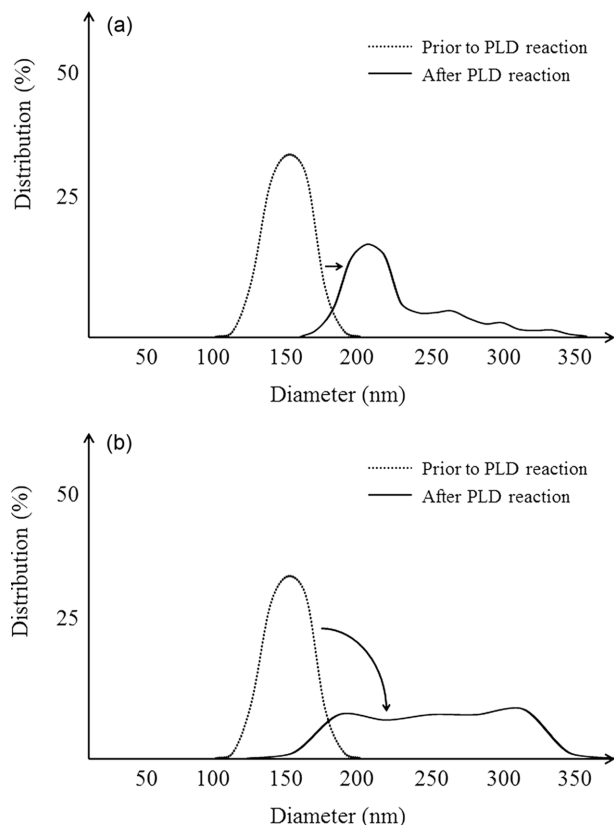 (a)
Prior to PLD reaction
After PLD reaction
Distribution (%)
50
25
50 100 150 200 250 300 350
Diameter (nm)
(b)
Prior to PLD reaction
After PLD reaction
Distribution (%)
50
25
50 100 150 200 250 300 350
Diameter (nm)